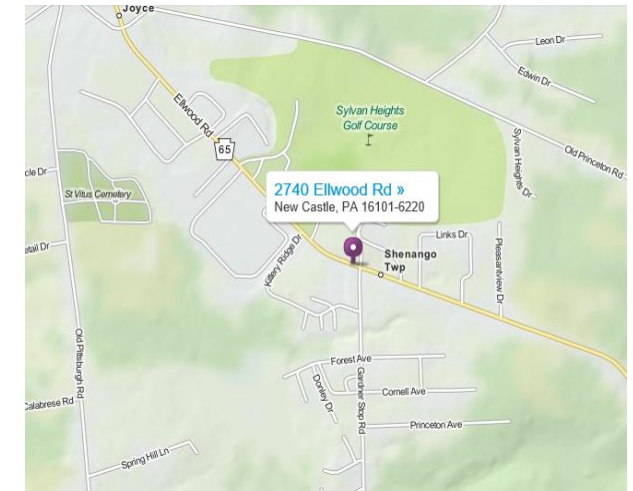 Joyce
Leon Dr
Edwin Dr
Ellwood Rd
65
Sylvan Heights
Golf Course
Old Princeton Rd
Sylvan Heights Dr
cle Dr
St Vitus Cemetery
2740 Ellwood Rd »
New Castle, PA 16101-6220
Links Dr
Pleasantview Dr
etail Dr
Killery Ridge Dr
Shenango
Twp
Old Pittsburgh Rd
Forest Ave
Donley Dr
Gardner Stop Rd
Cornell Ave
Calabrese Rd
Princeton Ave
Spring Hill Ln